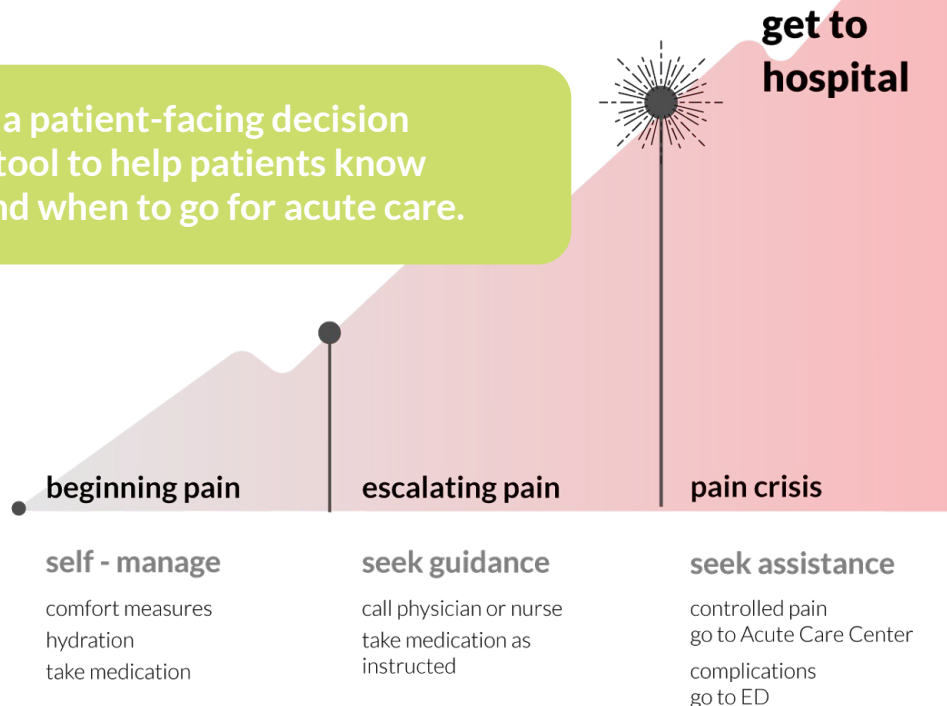 get to
hospital
a patient-facing decision
tool to help patients know
nd when to go for acute care.
beginning pain
escalating pain
pain crisis
self - manage
comfort measures
hydration
take medication
seek guidance
call physician or nurse
take medication as
instructed
seek assistance
controlled pain
go to Acute Care Center
complications
go to ED